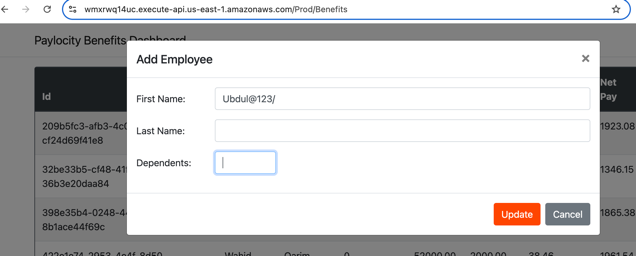 wmxrwq14uc.execute-api.us-east-1.amazonaws.com/Prod/Benefits
Paylocity Benefits Dashboard
Add Employee ×
Id
Net
Pay
First Name: Ubdul@123/
Last Name:
Dependents:
209b5fc3-afb3-4c0
cf24d69f41e8
1923.08
32be33b5-cf48-41
36b3e20daa84
1346.15
398e35b4-0248-4
8b1ace44f69c
1865.38
Update Cancel
Wahid Qarim 0 52000.00 2000.00 38.46 1961.54